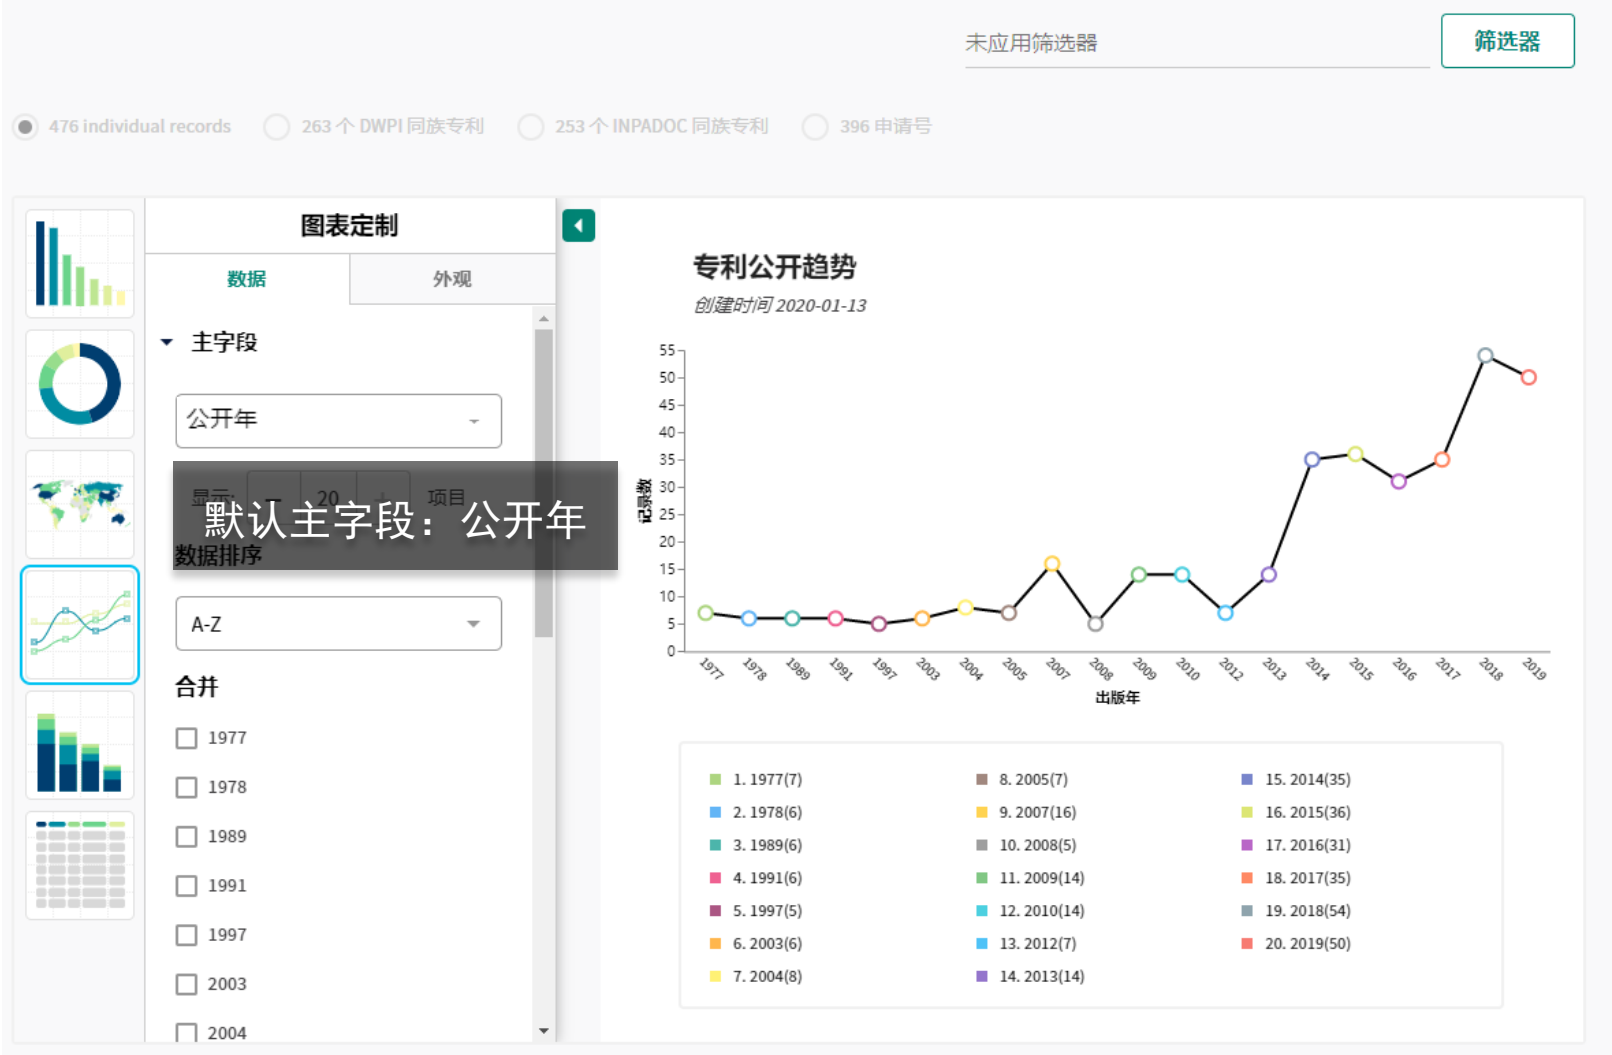 未应用筛选器
筛选器
476 individual records
263 个 DWPI 同族专利
253 个 INPADOC 同族专利
396 申请号
图表定制
数据
外观
主字段
公开年
显示:
20
项目
默认主字段：公开年
数据排序
A-Z
合并
1977
1978
1989
1991
1997
2003
2004
专利公开趋势
创建时间 2020-01-13
55
50
45
40
35
30
25
20
15
10
5
0
记录数
1977
1978
1989
1991
1997
2003
2004
2005
2007
2008
2009
2010
2012
2013
2014
2015
2016
2017
2018
2019
出版年
1. 1977(7)
2. 1978(6)
3. 1989(6)
4. 1991(6)
5. 1997(5)
6. 2003(6)
7. 2004(8)
8. 2005(7)
9. 2007(16)
10. 2008(5)
11. 2009(14)
12. 2010(14)
13. 2012(7)
14. 2013(14)
15. 2014(35)
16. 2015(36)
17. 2016(31)
18. 2017(35)
19. 2018(54)
20. 2019(50)